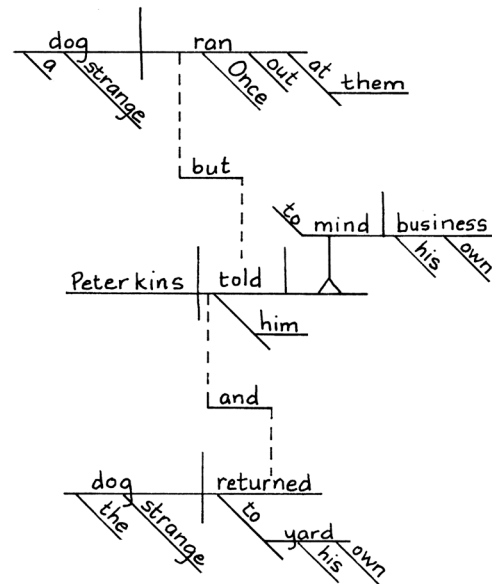 dog ran
a strange Once out at them
but
to mind business
his own
Peterkins told
him
and
dog returned
the strange to yard his own